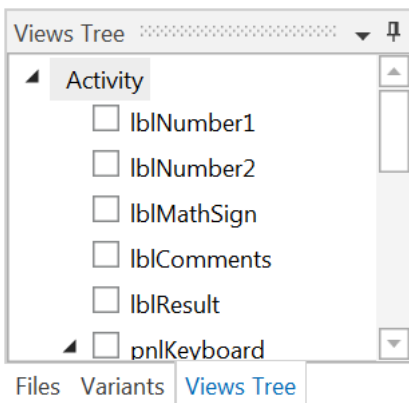 Views Tree
Activity
lblNumber1
lblNumber2
lblMathSign
lblComments
lblResult
pnlKeyboard
Files Variants Views Tree